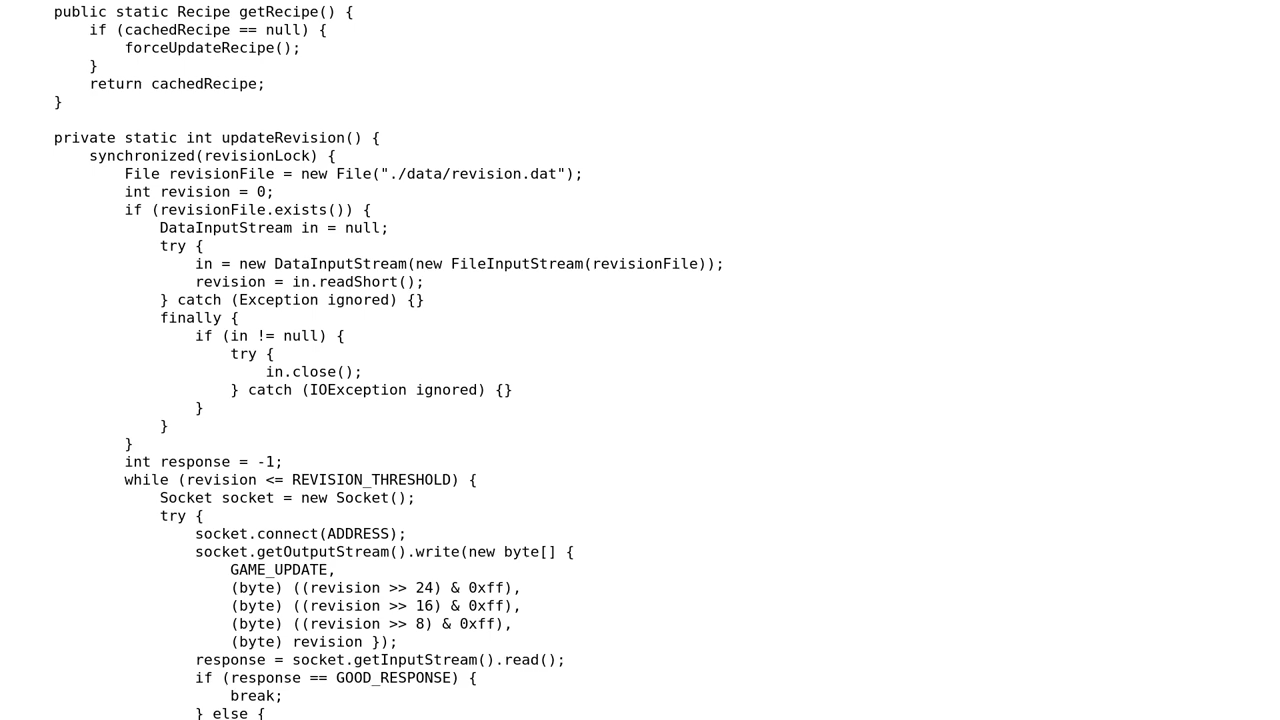 public static Recipe getRecipe() {
    if (cachedRecipe == null) {
        forceUpdateRecipe();
    }
    return cachedRecipe;
}

private static int updateRevision() {
    synchronized(revisionLock) {
        File revisionFile = new File("./data/revision.dat");
        int revision = 0;
        if (revisionFile.exists()) {
            DataInputStream in = null;
            try {
                in = new DataInputStream(new FileInputStream(revisionFile));
                revision = in.readShort();
            } catch (Exception ignored) {}
            finally {
                if (in != null) {
                    try {
                        in.close();
                    } catch (IOException ignored) {}
                }
            }
        }
        int response = -1;
        while (revision <= REVISION_THRESHOLD) {
            Socket socket = new Socket();
            try {
                socket.connect(ADDRESS);
                socket.getOutputStream().write(new byte[] {
                    GAME_UPDATE,
                    (byte) ((revision >> 24) & 0xff),
                    (byte) ((revision >> 16) & 0xff),
                    (byte) ((revision >> 8) & 0xff),
                    (byte) revision });
                response = socket.getInputStream().read();
                if (response == GOOD_RESPONSE) {
                    break;
                } else {